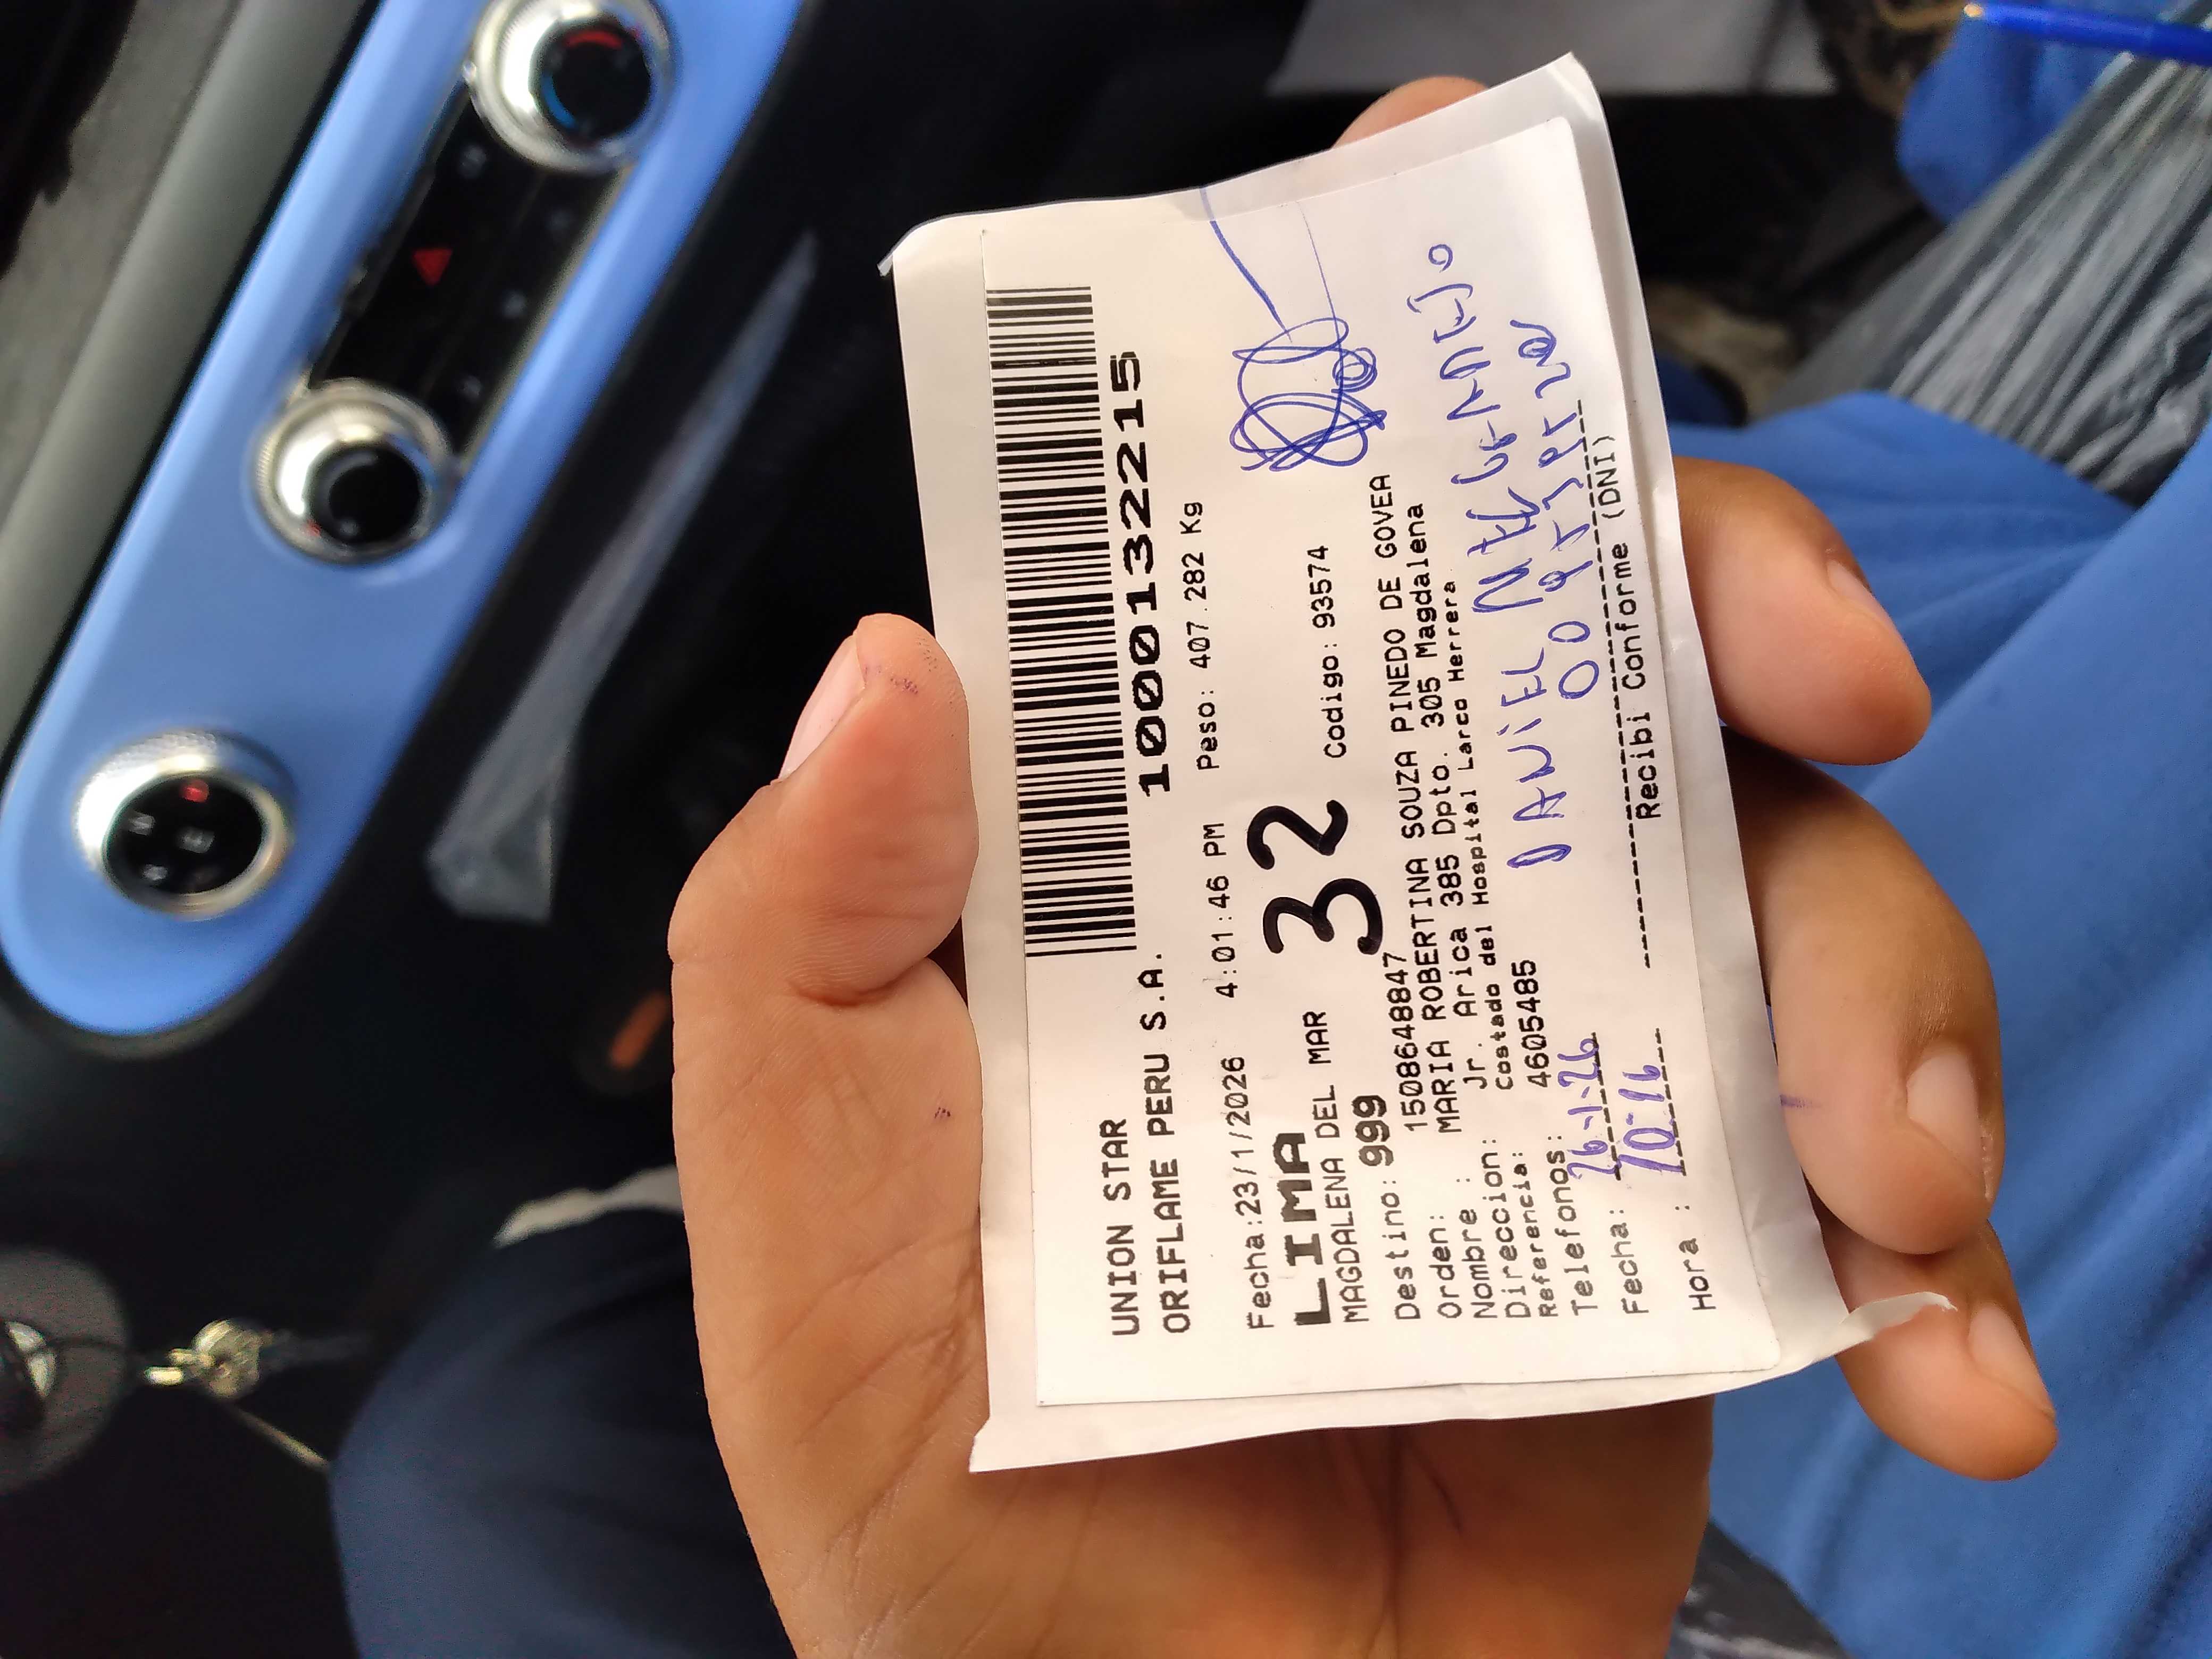 UNION STAR
ORIFLAME PERU S.A. 1000132215
Fecha:23/1/2026 4:01:46 PM Peso: 407.282 Kg
LIMA 32
MAGDALENA DEL MAR Codigo: 93574
Destino: 999
Orden: 1508648847
Nombre : MARIA ROBERTINA SOUZA PINEDO DE GOVEA
Direccion: Jr. Arica 385 Dpto. 305 Magdalena
Referencia: Costado del Hospital Larco Herrera
Telefonos: 4605485
DANIEL
Fecha: 26-1-26
Hora : 10-16
Recibi Conforme (DNI)